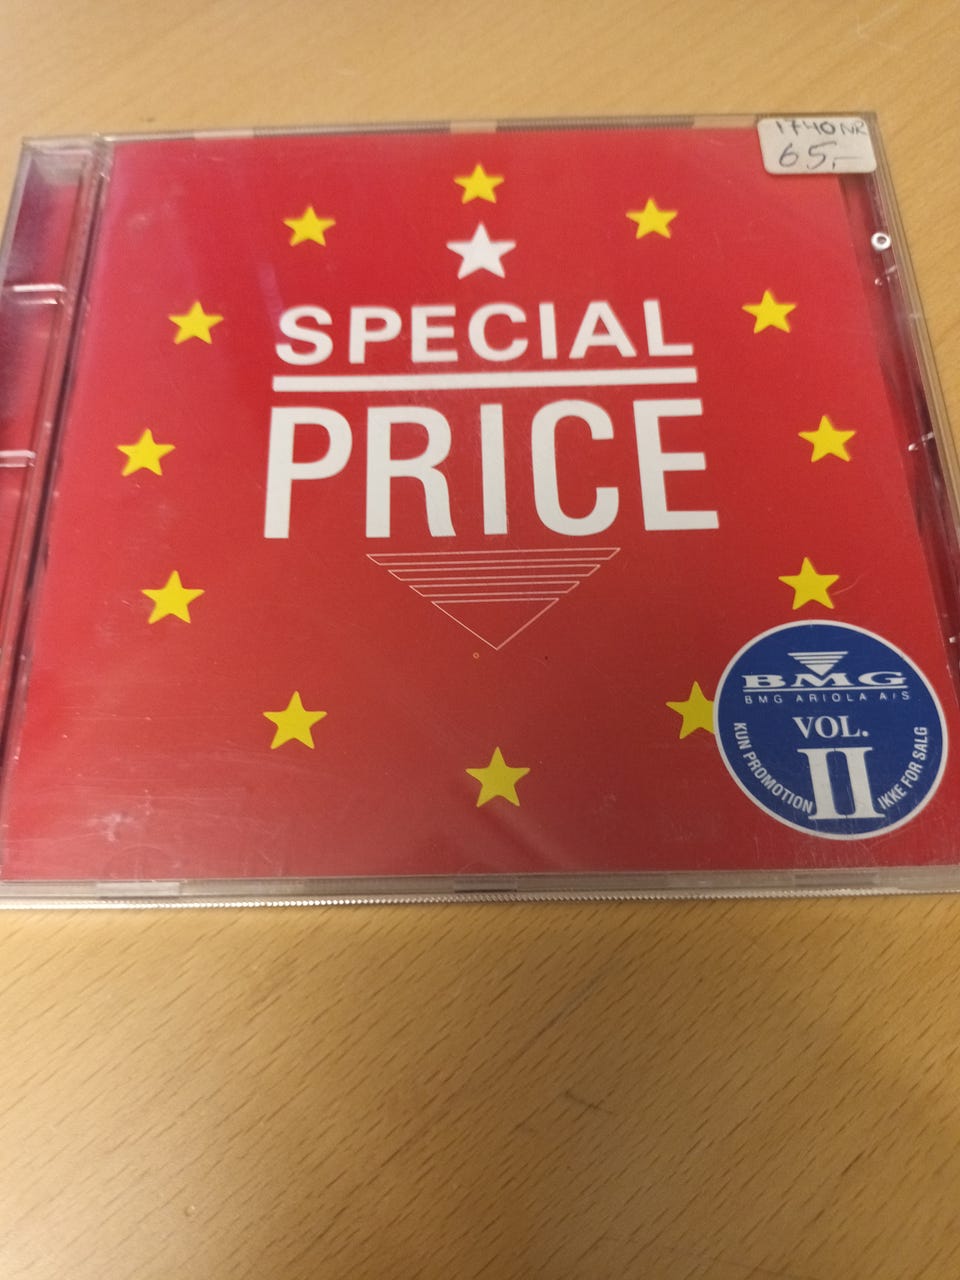 1740 NR
65,-
SPECIAL
PRICE
BMG
BMG ARIOLA A/S
VOL.
II
KUN PROMOTION
IKKE FOR SALG